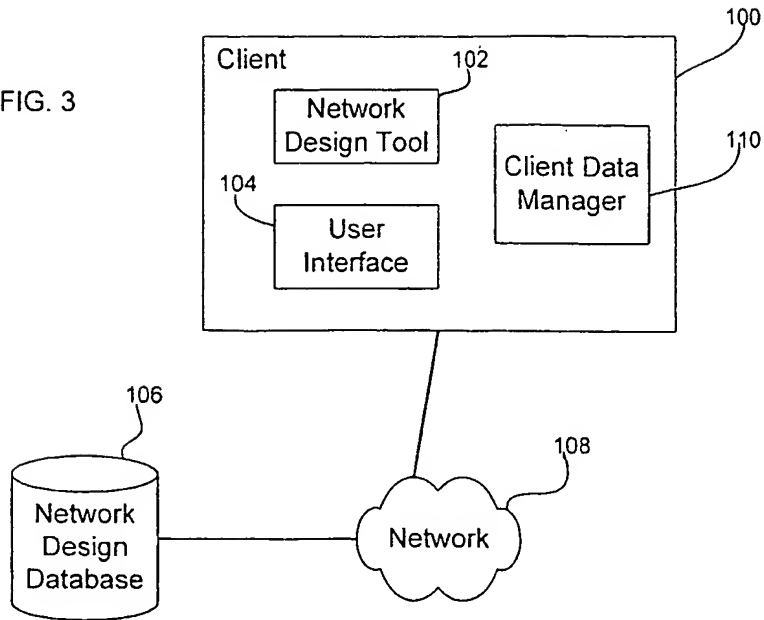 FIG. 3
100
Client
102
Network
Design Tool
Client Data
Manager
110
104
User
Interface
106
Network
Design
Database
108
Network